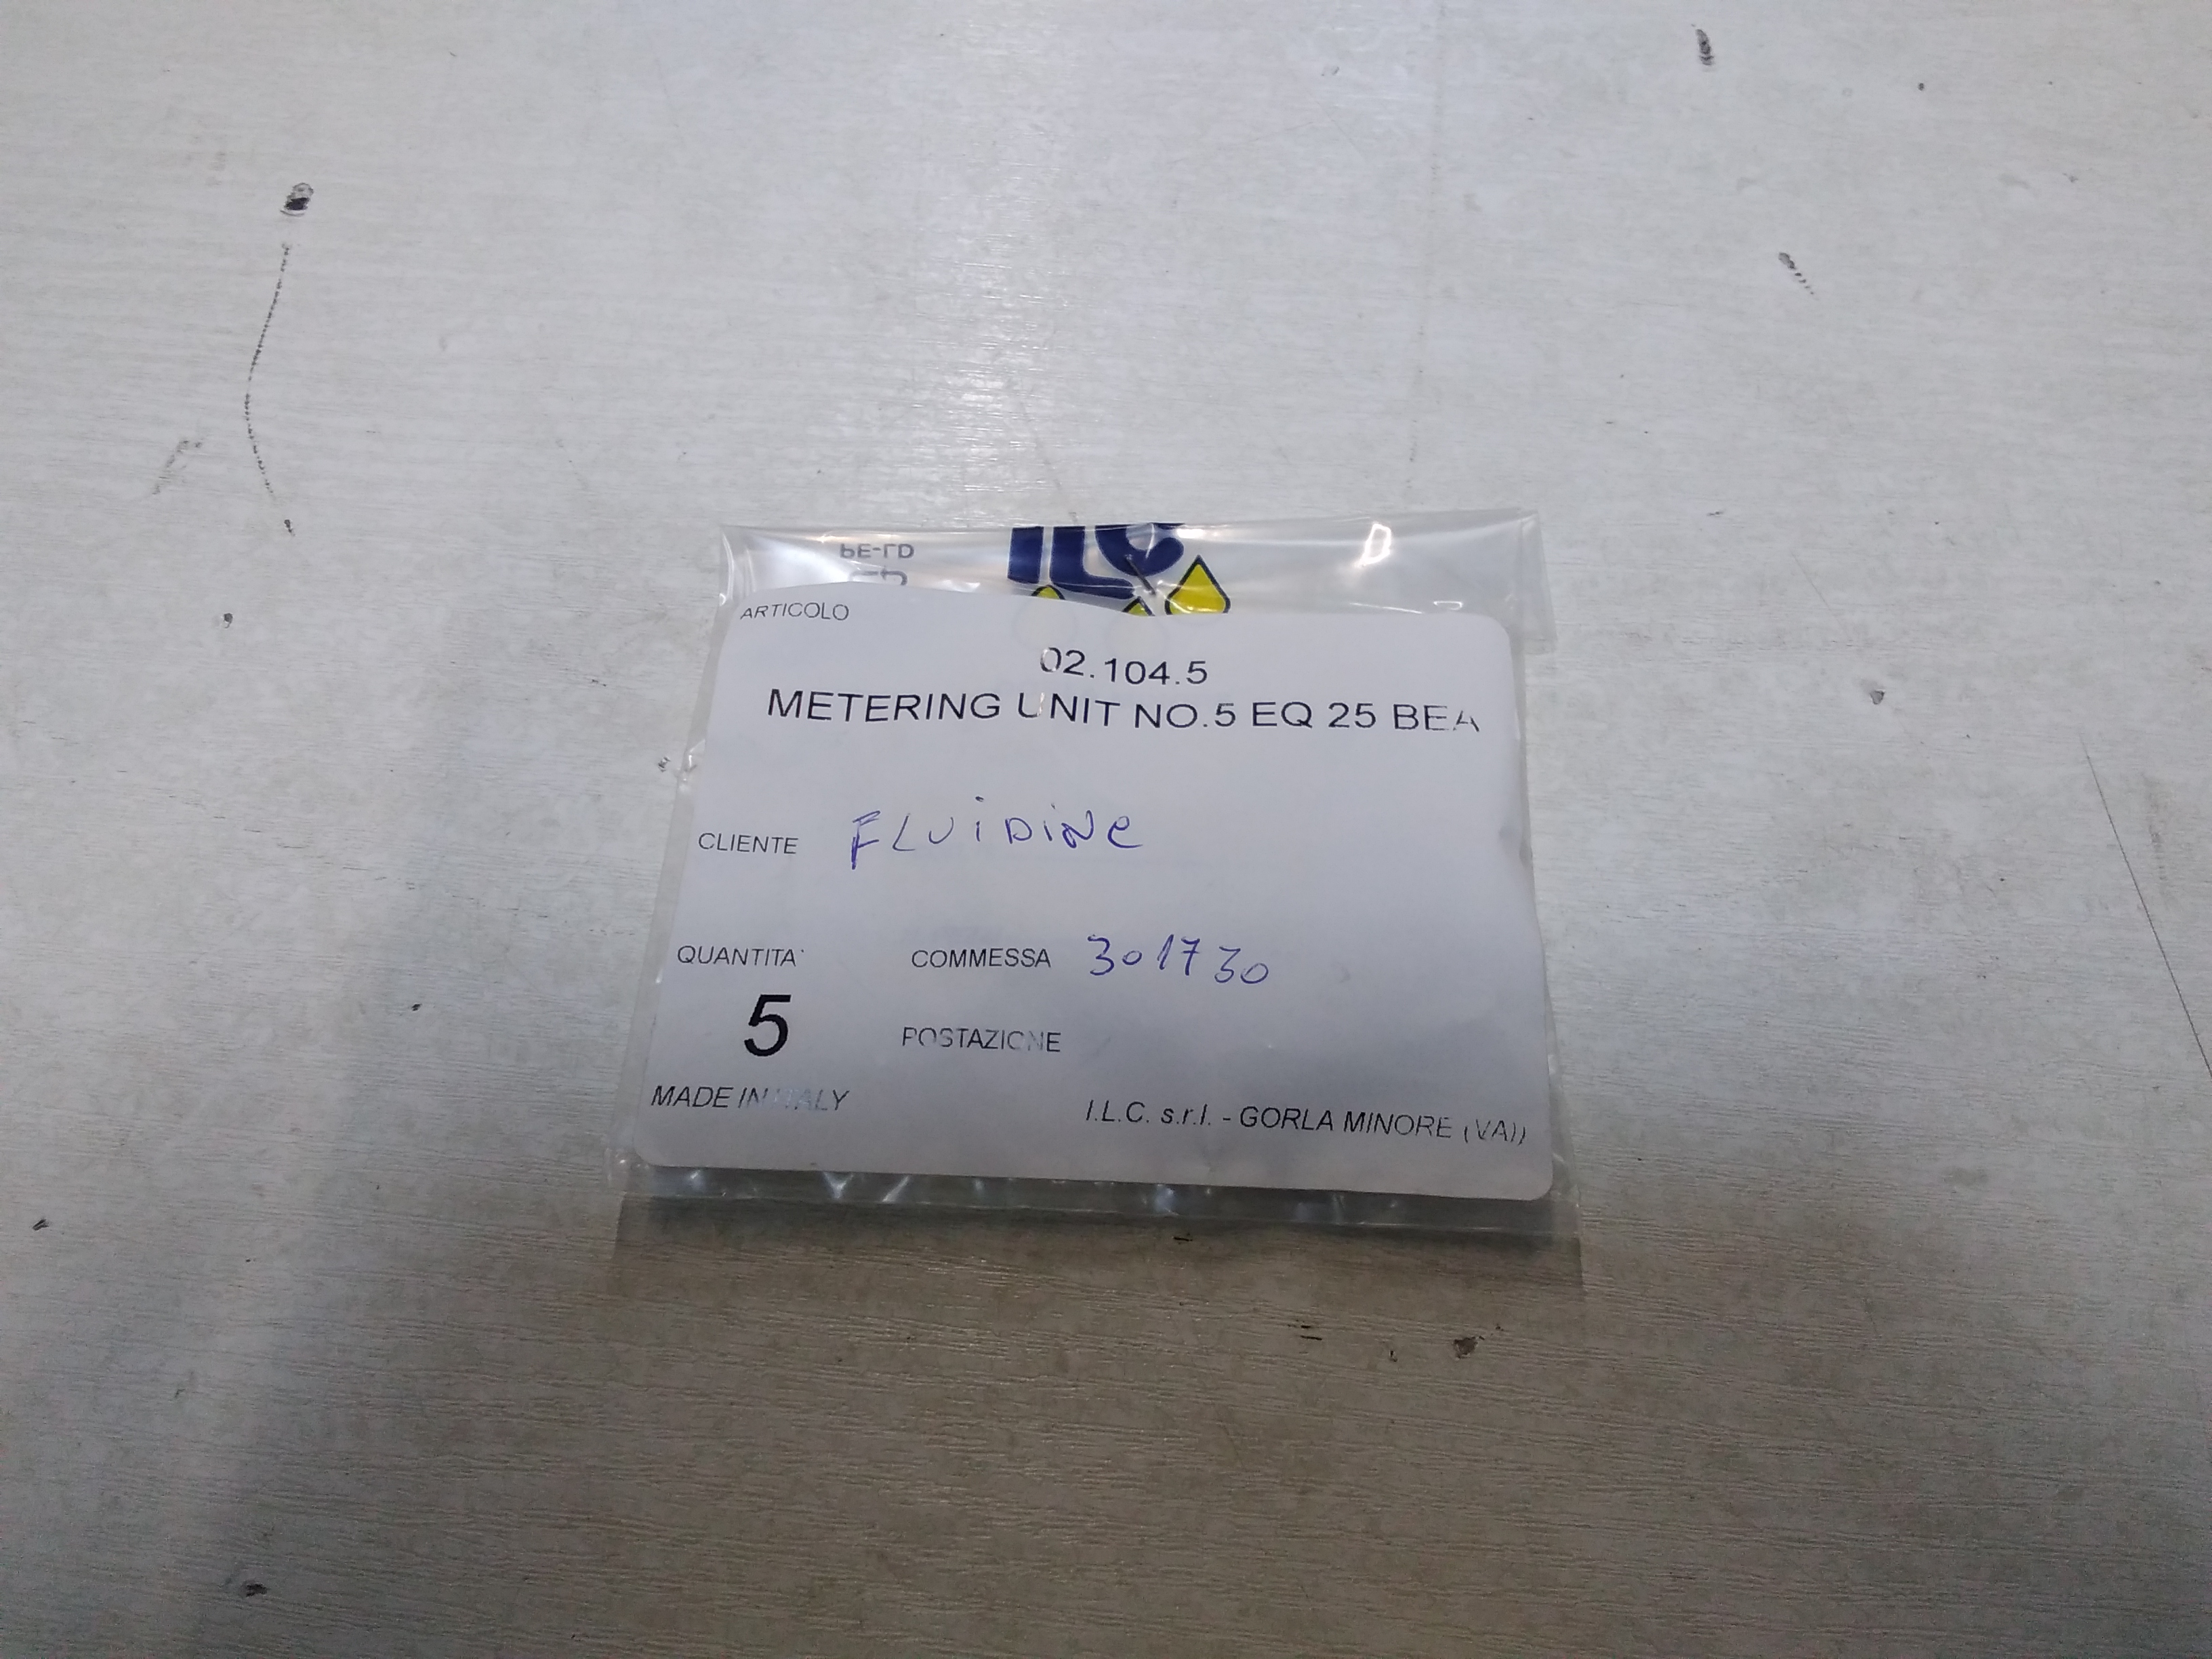 PE-LD
ILC
ARTICOLO
02.104.5
METERING UNIT NO.5 EQ 25 BEA
CLIENTE FLUiDiNe
QUANTITA' COMMESSA 301730
5
POSTAZIONE
MADE IN ITALY
I.L.C. s.r.l. - GORLA MINORE (VA)